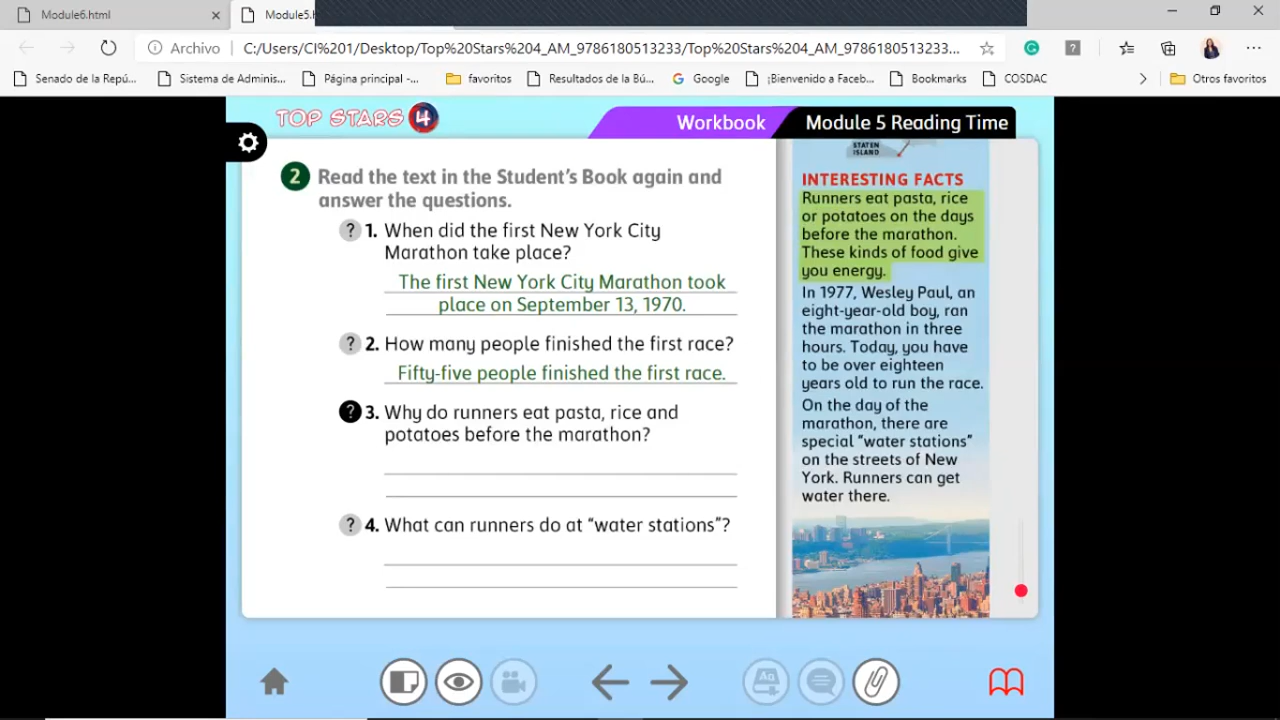 Module6.html
Module5.h
Archivo
C:/Users/CI%201/Desktop/Top%20Stars%204_AM_9786180513233/Top%20Stars%204_AM_9786180513233...
Senado de la Repú...
Sistema de Adminis...
Página principal -...
favoritos
Resultados de la Bú...
Google
¡Bienvenido a Faceb...
Bookmarks
COSDAC
Otros favoritos
TOP STARS 4
Workbook
Module 5 Reading Time
2 Read the text in the Student's Book again and
answer the questions.
? 1. When did the first New York City
Marathon take place?
The first New York City Marathon took
place on September 13, 1970.
? 2. How many people finished the first race?
Fifty-five people finished the first race.
? 3. Why do runners eat pasta, rice and
potatoes before the marathon?
? 4. What can runners do at “water stations”?
STATEN
ISLAND
INTERESTING FACTS
Runners eat pasta, rice
or potatoes on the days
before the marathon.
These kinds of food give
you energy.
In 1977, Wesley Paul, an
eight-year-old boy, ran
the marathon in three
hours. Today, you have
to be over eighteen
years old to run the race.
On the day of the
marathon, there are
special “water stations”
on the streets of New
York. Runners can get
water there.